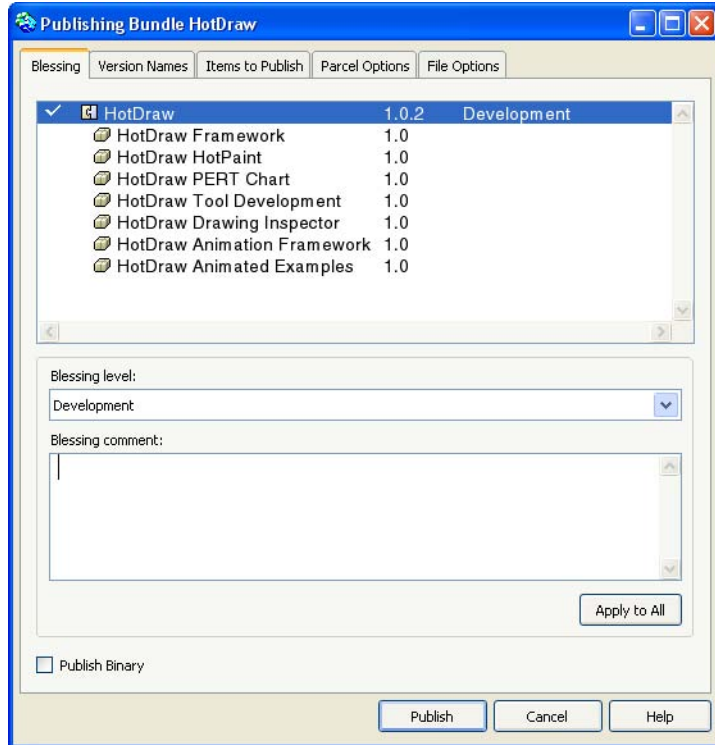 Publishing Bundle HotDraw
Blessing Version Names Items to Publish Parcel Options File Options
HotDraw 1.0.2 Development
HotDraw Framework 1.0
HotDraw HotPaint 1.0
HotDraw PERT Chart 1.0
HotDraw Tool Development 1.0
HotDraw Drawing Inspector 1.0
HotDraw Animation Framework 1.0
HotDraw Animated Examples 1.0
Blessing level:
Development
Blessing comment:
Apply to All
Publish Binary
Publish Cancel Help